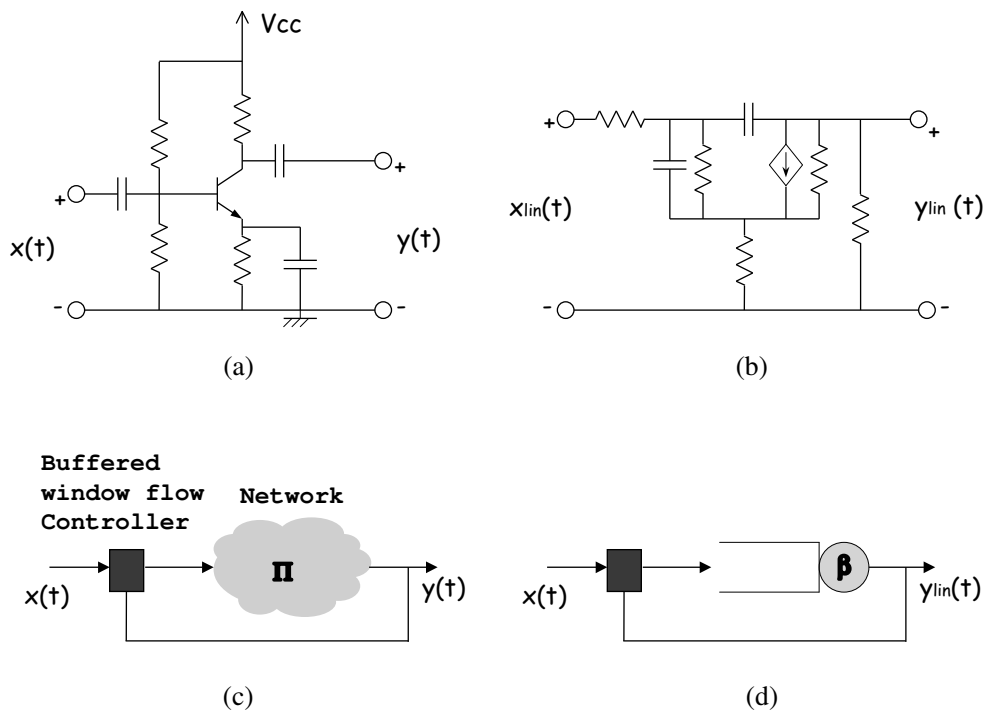 Vcc
+
+
x(t)
y(t)
-
-
(a)
+
+
xlin(t)
ylin (t)
-
-
(b)
Buffered
window flow
Controller
Network
Π
x(t)
y(t)
(c)
β
x(t)
ylin(t)
(d)